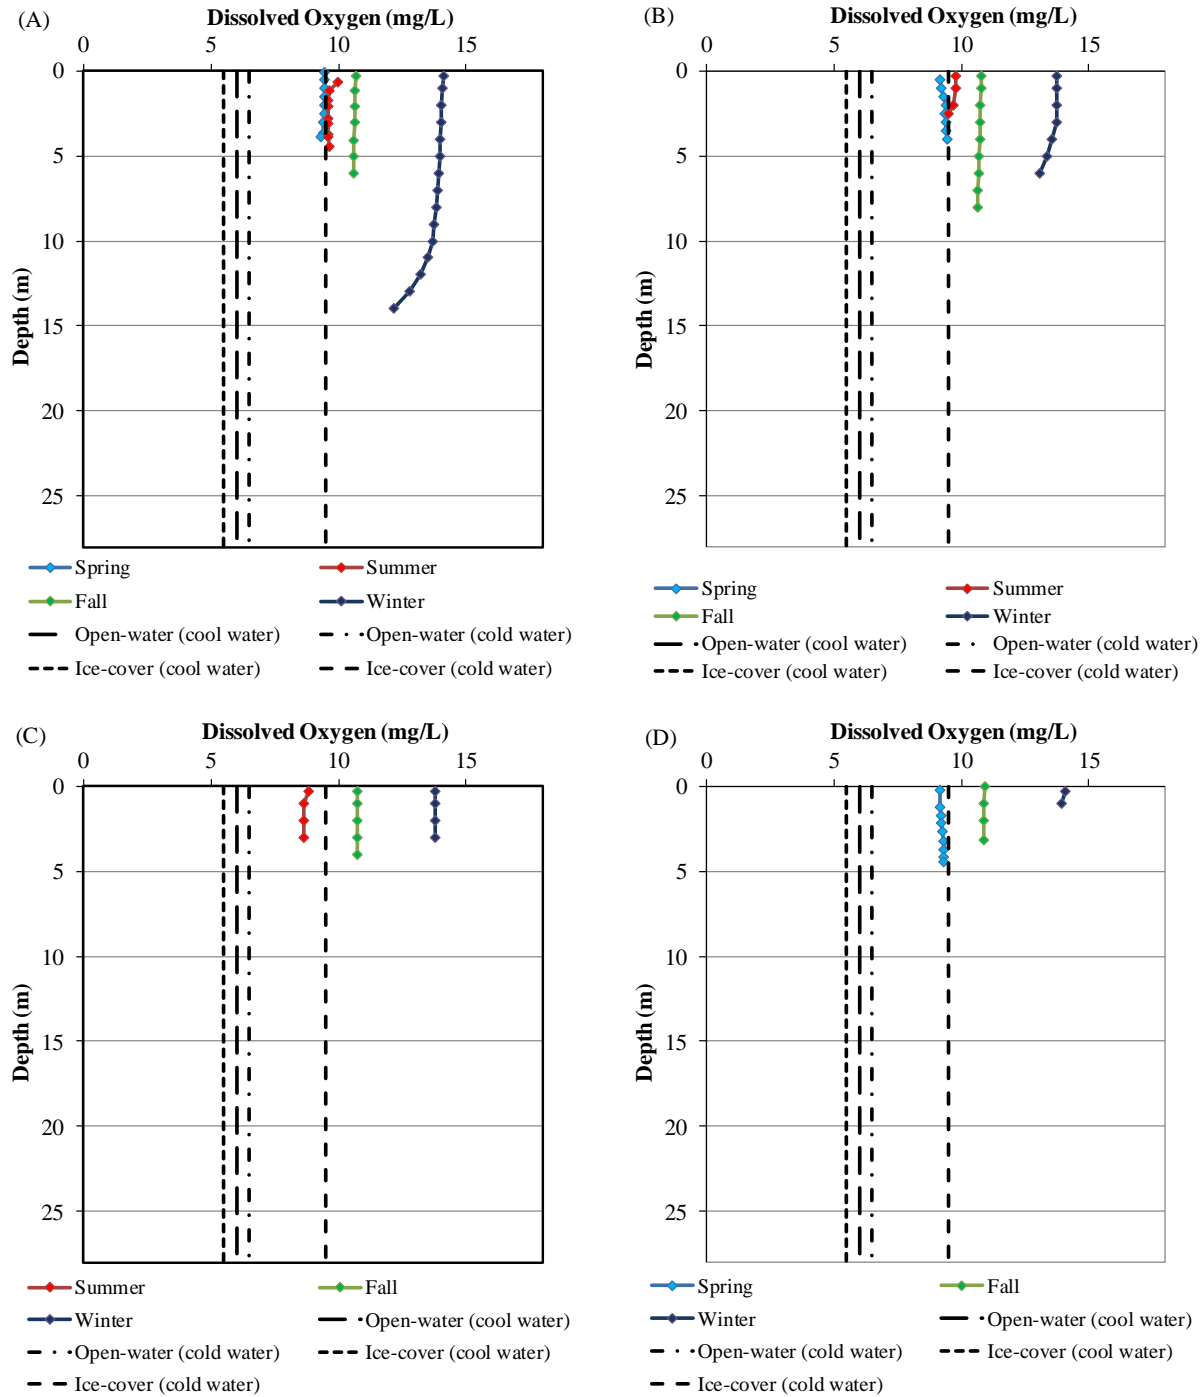 (A) Dissolved Oxygen (mg/L)
0 5 10 15
0
5
10
15
20
25
Depth (m)
Spring Summer
Fall Winter
Open-water (cool water) Open-water (cold water)
Ice-cover (cool water) Ice-cover (cold water)
(B) Dissolved Oxygen (mg/L)
0 5 10 15
0
5
10
15
20
25
Depth (m)
Spring Summer
Fall Winter
Open-water (cool water) Open-water (cold water)
Ice-cover (cool water) Ice-cover (cold water)
(C) Dissolved Oxygen (mg/L)
0 5 10 15
0
5
10
15
20
25
Depth (m)
Summer Fall
Winter Open-water (cool water)
Open-water (cold water) Ice-cover (cool water)
Ice-cover (cold water)
(D) Dissolved Oxygen (mg/L)
0 5 10 15
0
5
10
15
20
25
Depth (m)
Spring Fall
Winter Open-water (cool water)
Open-water (cold water) Ice-cover (cool water)
Ice-cover (cold water)